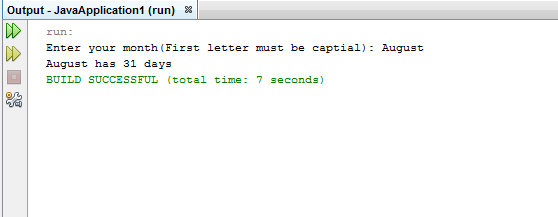 Output - JavaApplication1 (run)
run:
Enter your month(First letter must be captial): August
August has 31 days
BUILD SUCCESSFUL (total time: 7 seconds)